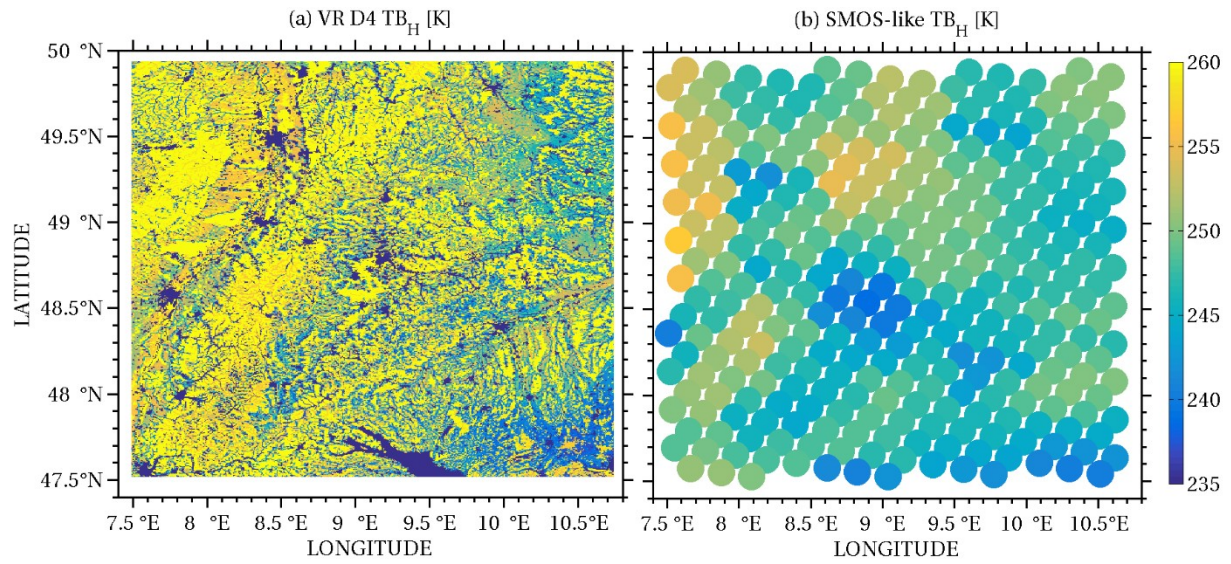 (a) VR D4 TB_H [K]
(b) SMOS-like TB_H [K]
50 °N
49.5 °N
49 °N
48.5 °N
48 °N
47.5 °N
LATITUDE
7.5 °E 8 °E 8.5 °E 9 °E 9.5 °E 10 °E 10.5 °E
LONGITUDE
7.5 °E 8 °E 8.5 °E 9 °E 9.5 °E 10 °E 10.5 °E
LONGITUDE
260
255
250
245
240
235